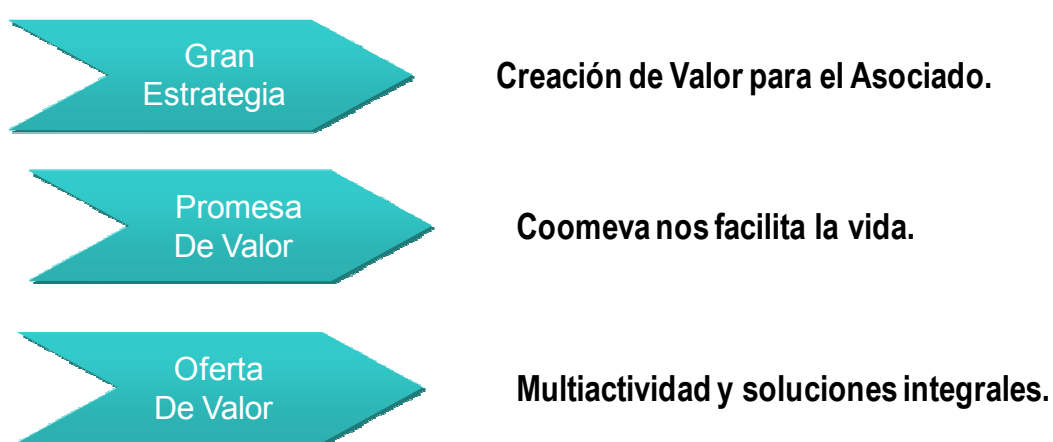 Gran
Estrategia
Creación de Valor para el Asociado.
Promesa
De Valor
Coomeva nos facilita la vida.
Oferta
De Valor
Multiactividad y soluciones integrales.